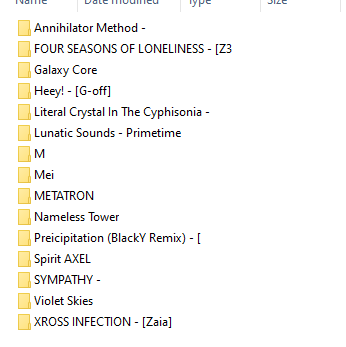 Name Date modified Type Size
Annihilator Method -
FOUR SEASONS OF LONELINESS - [Z3
Galaxy Core
Heey! - [G-off]
Literal Crystal In The Cyphisonia -
Lunatic Sounds - Primetime
M
Mei
METATRON
Nameless Tower
Preicipitation (BlackY Remix) - [
Spirit AXEL
SYMPATHY -
Violet Skies
XROSS INFECTION - [Zaia]